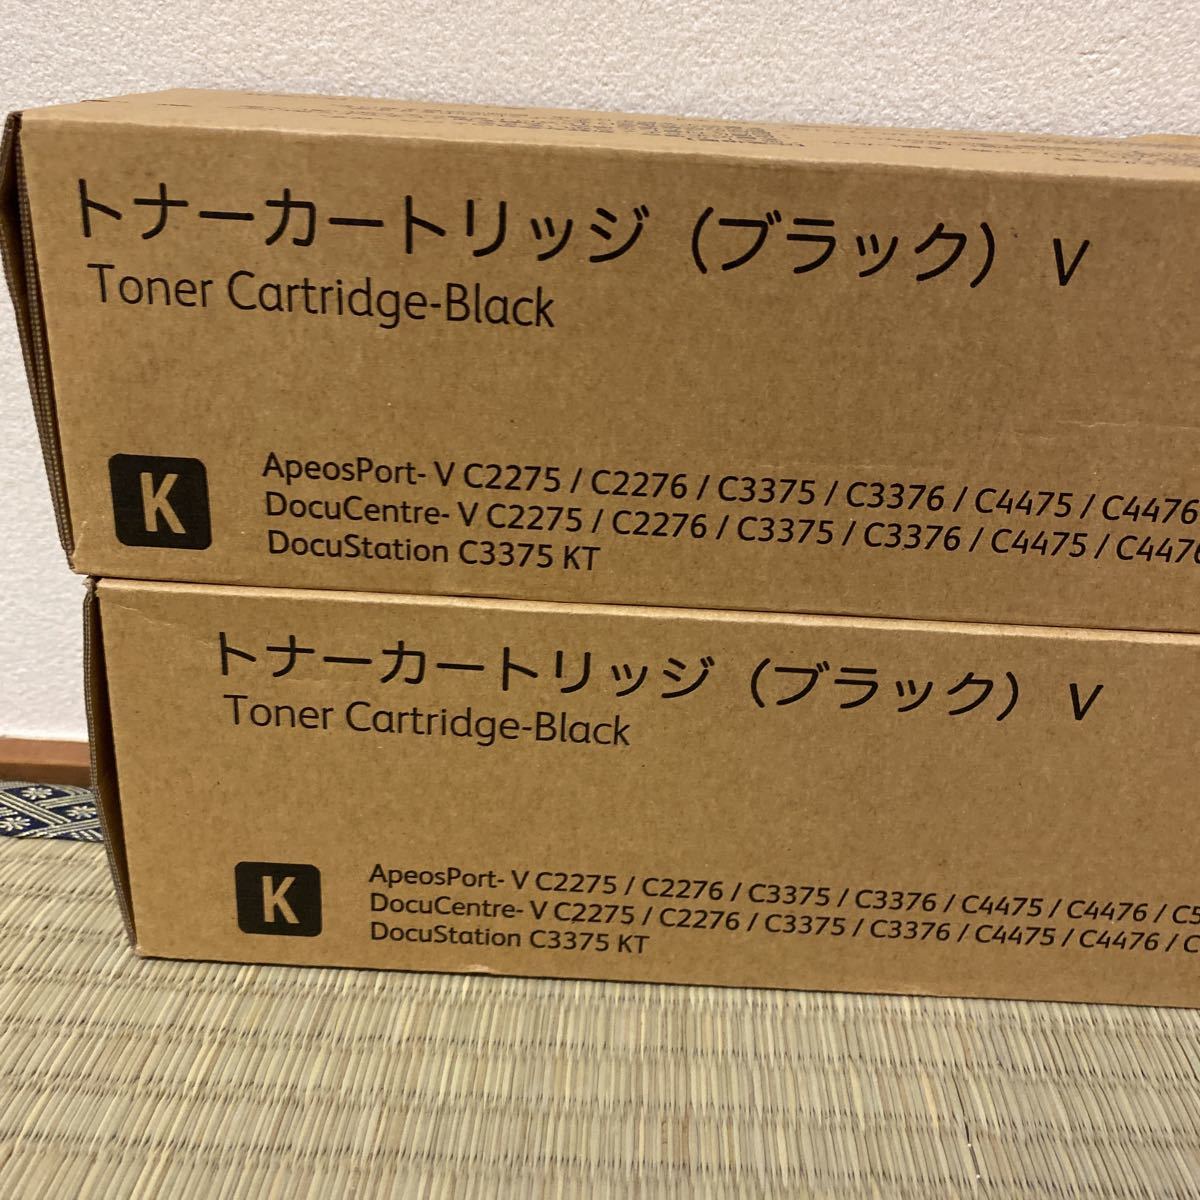 トナーカートリッジ（ブラック） V
Toner Cartridge-Black
K
ApeosPort- V C2275 / C2276 / C3375 / C3376 / C4475 / C4476
DocuCentre- V C2275 / C2276 / C3375 / C3376 / C4475 / C4476
DocuStation C3375 KT
トナーカートリッジ（ブラック） V
Toner Cartridge-Black
K
ApeosPort- V C2275 / C2276 / C3375 / C3376 / C4475 / C4476 / C5
DocuCentre- V C2275 / C2276 / C3375 / C3376 / C4475 / C4476 / C
DocuStation C3375 KT